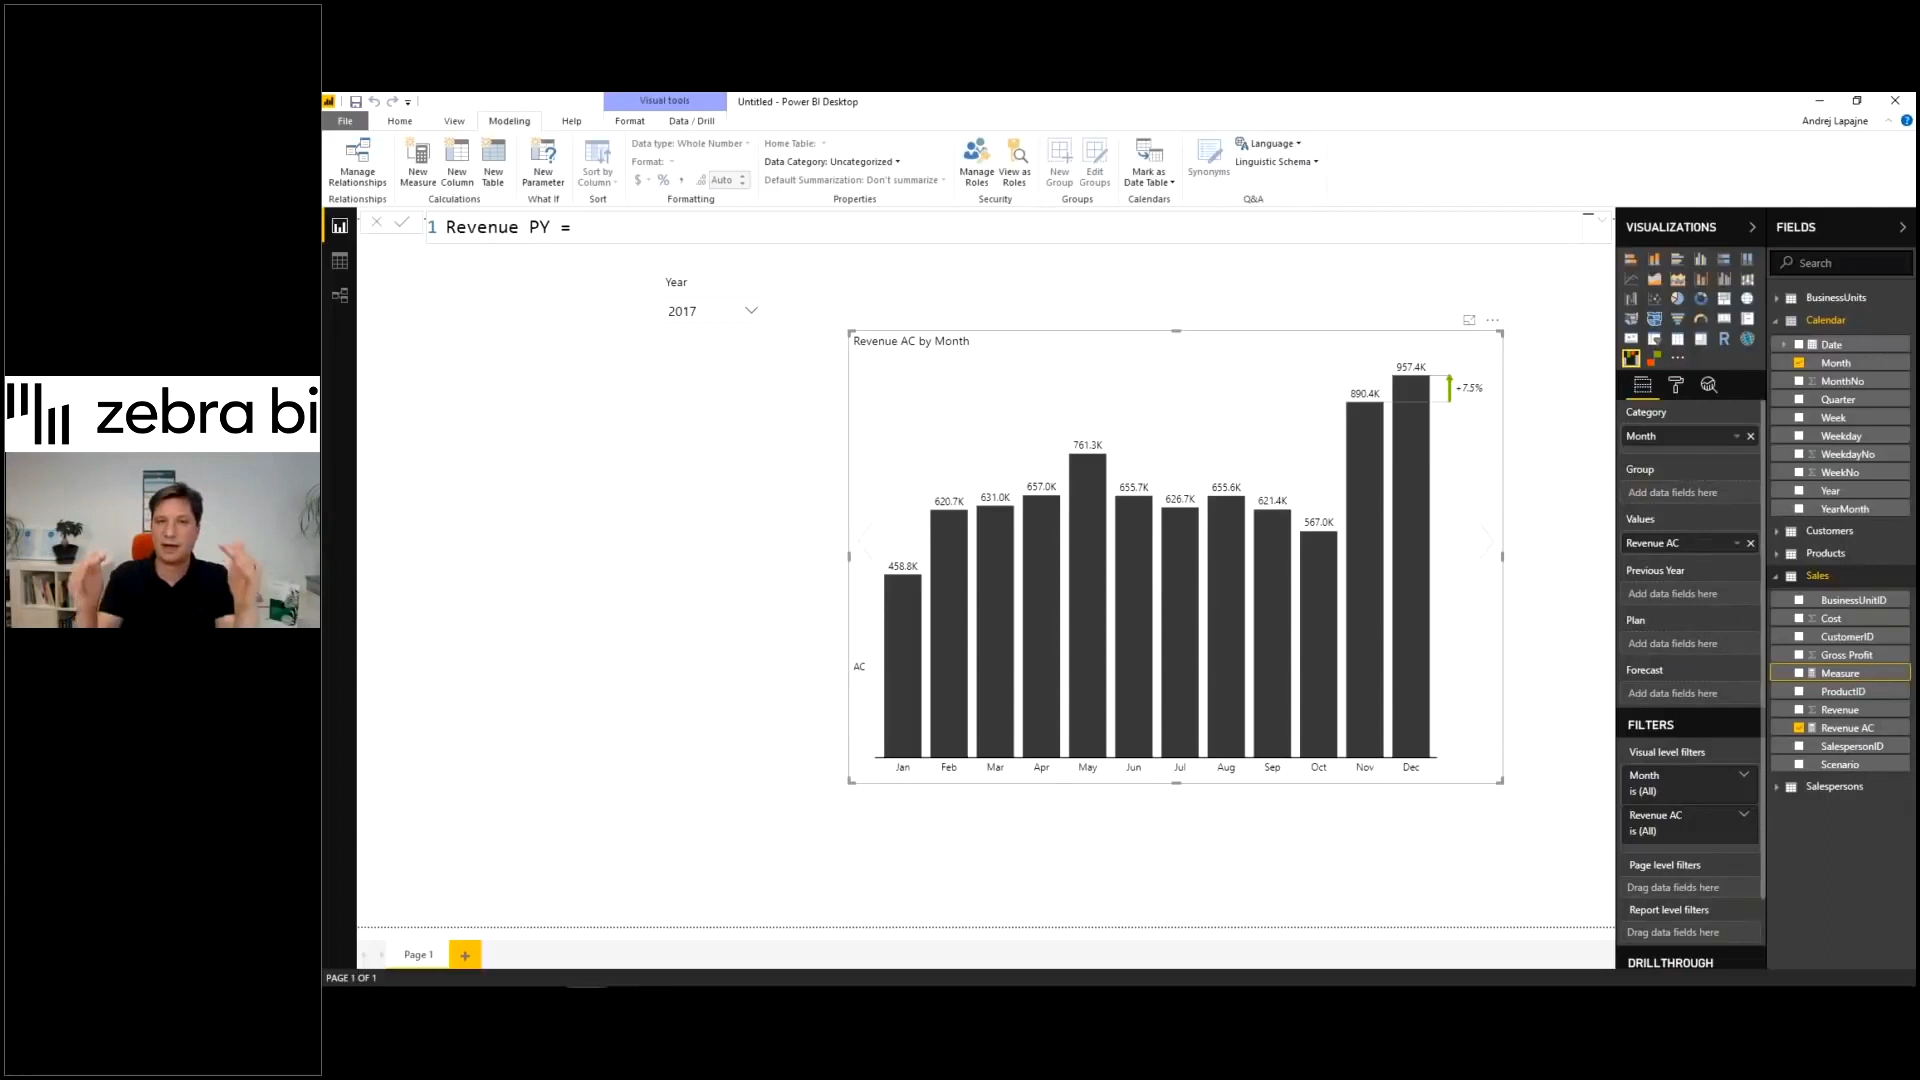 zebra bi
Visual tools
Untitled - Power BI Desktop
File
Home
View
Modeling
Help
Format
Data / Drill
Andrej Lapajne
Manage Relationships
New Measure
New Column
New Table
New Parameter
Sort by Column
Data type: Whole Number
Format:
$ % , Auto
Home Table:
Data Category: Uncategorized
Default Summarization: Don't summarize
Manage Roles
View as Roles
New Group
Edit Groups
Mark as Date Table
Synonyms
Language
Linguistic Schema
Relationships
Calculations
What If
Sort
Formatting
Properties
Security
Groups
Calendars
Q&A
1 Revenue PY =
Year
2017
Revenue AC by Month
957.4K
+7.5%
890.4K
761.3K
655.7K
655.6K
657.0K
631.0K
620.7K
626.7K
621.4K
567.0K
458.8K
AC
Jan Feb Mar Apr May Jun Jul Aug Sep Oct Nov Dec
Page 1
+
PAGE 1 OF 1
VISUALIZATIONS
R
Category
Month
Group
Add data fields here
Values
Revenue AC
Previous Year
Add data fields here
Plan
Add data fields here
Forecast
Add data fields here
FILTERS
Visual level filters
Month
is (All)
Revenue AC
is (All)
Page level filters
Drag data fields here
Report level filters
Drag data fields here
DRILLTHROUGH
FIELDS
Search
BusinessUnits
Calendar
Date
Month
Σ MonthNo
Quarter
Week
Weekday
Σ WeekdayNo
Σ WeekNo
Year
YearMonth
Customers
Products
Sales
BusinessUnitID
Σ Cost
CustomerID
Σ Gross Profit
Measure
ProductID
Σ Revenue
Revenue AC
SalespersonID
Scenario
Salespersons